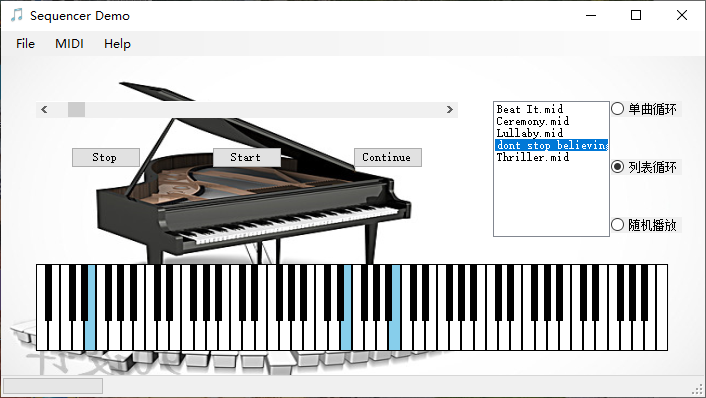 Sequencer Demo
File MIDI Help
Beat It.mid
Ceremony.mid
Lullaby.mid
dont stop believing
Thriller.mid
单曲循环
列表循环
随机播放
Stop Start Continue